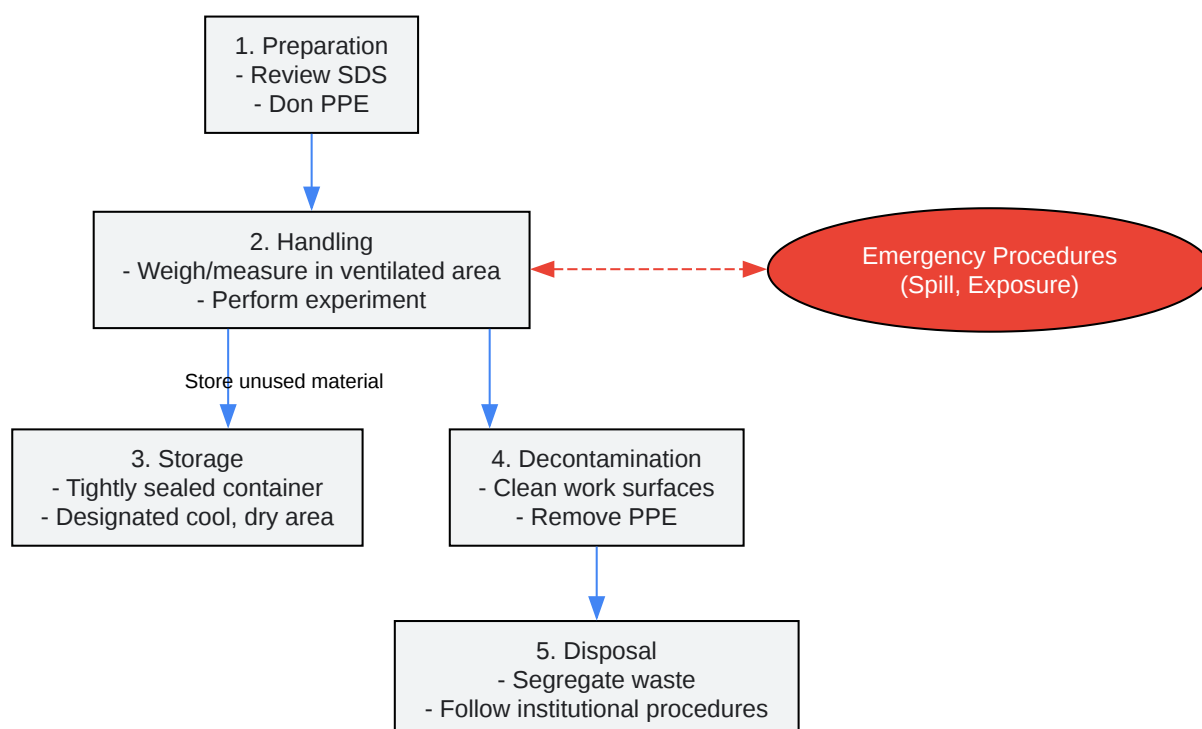 1. Preparation
- Review SDS
- Don PPE
2. Handling
- Weigh/measure in ventilated area
- Perform experiment
Emergency Procedures
(Spill, Exposure)
Store unused material
3. Storage
- Tightly sealed container
- Designated cool, dry area
4. Decontamination
- Clean work surfaces
- Remove PPE
5. Disposal
- Segregate waste
- Follow institutional procedures